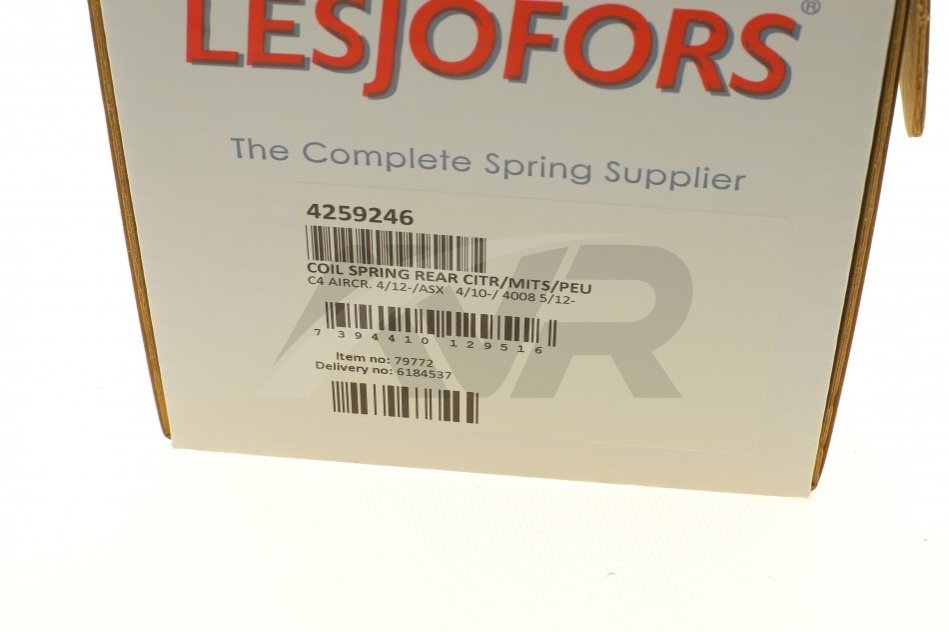 LESJOFORS®
The Complete Spring Supplier
4259246
COIL SPRING REAR CITR/MITS/PEU
C4 AIRCR. 4/12-/ASX 4/10-/ 4008 5/12-
7 394410 129516
Item no: 79772
Delivery no: 6184537
AVR